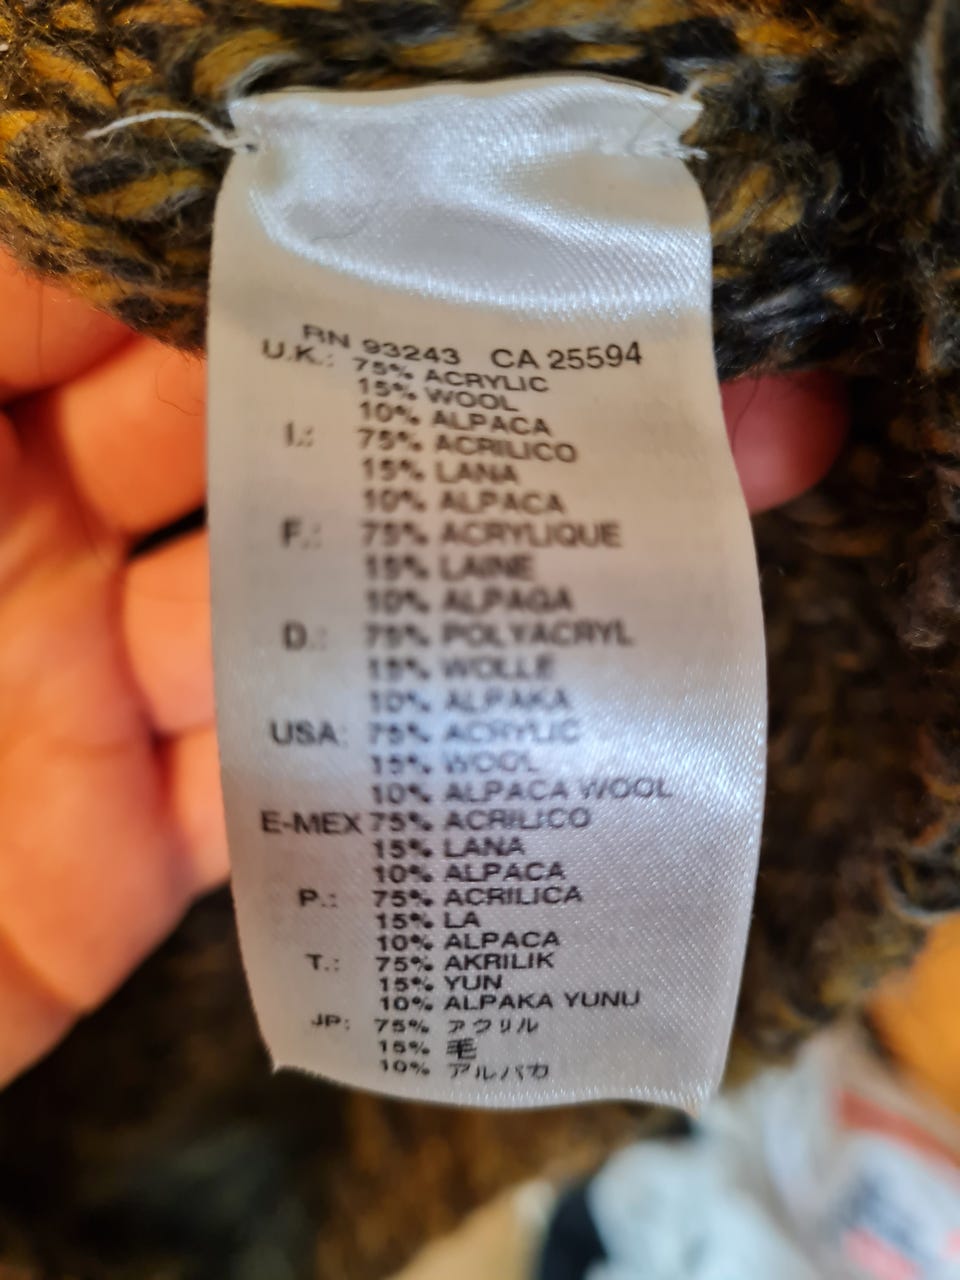 RN 93243 CA 25594
U.K.: 75% ACRYLIC
15% WOOL
10% ALPACA
I.: 75% ACRILICO
15% LANA
10% ALPACA
F.: 75% ACRYLIQUE
15% LAINE
10% ALPAGA
D.: 75% POLYACRYL
15% WOLLE
10% ALPAKA
USA: 75% ACRYLIC
15% WOOL
10% ALPACA WOOL
E-MEX 75% ACRILICO
15% LANA
10% ALPACA
P.: 75% ACRILICA
15% LA
10% ALPACA
T.: 75% AKRILIK
15% YUN
10% ALPAKA YUNU
JP: 75% アクリル
15% 毛
10% アルパカ